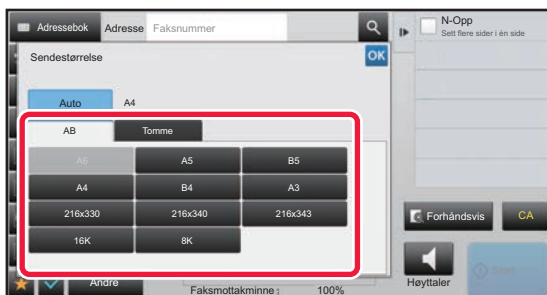 Adressebok Adresse Faksnummer
N-Opp
Sett flere sider i én side
Sendestørrelse OK
Auto A4
AB Tomme
A6 A5 B5
A4 B4 A3
216x330 216x340 216x343
16K 8K
Forhåndsvis CA
Andre
Faksmottakminne : 100%
Høyttaler
Start